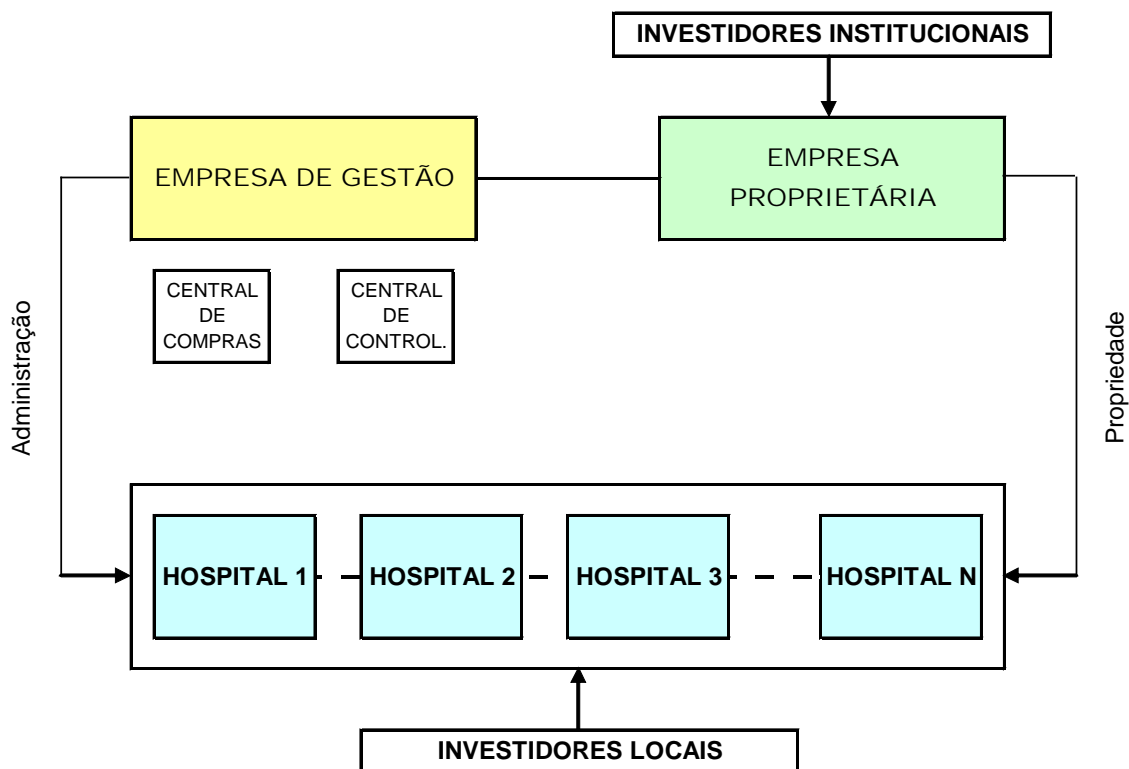 INVESTIDORES INSTITUCIONAIS
EMPRESA DE GESTÃO
EMPRESA
PROPRIETÁRIA
CENTRAL
DE
COMPRAS
CENTRAL
DE
CONTROL.
Administração
Propriedade
HOSPITAL 1
HOSPITAL 2
HOSPITAL 3
HOSPITAL N
INVESTIDORES LOCAIS